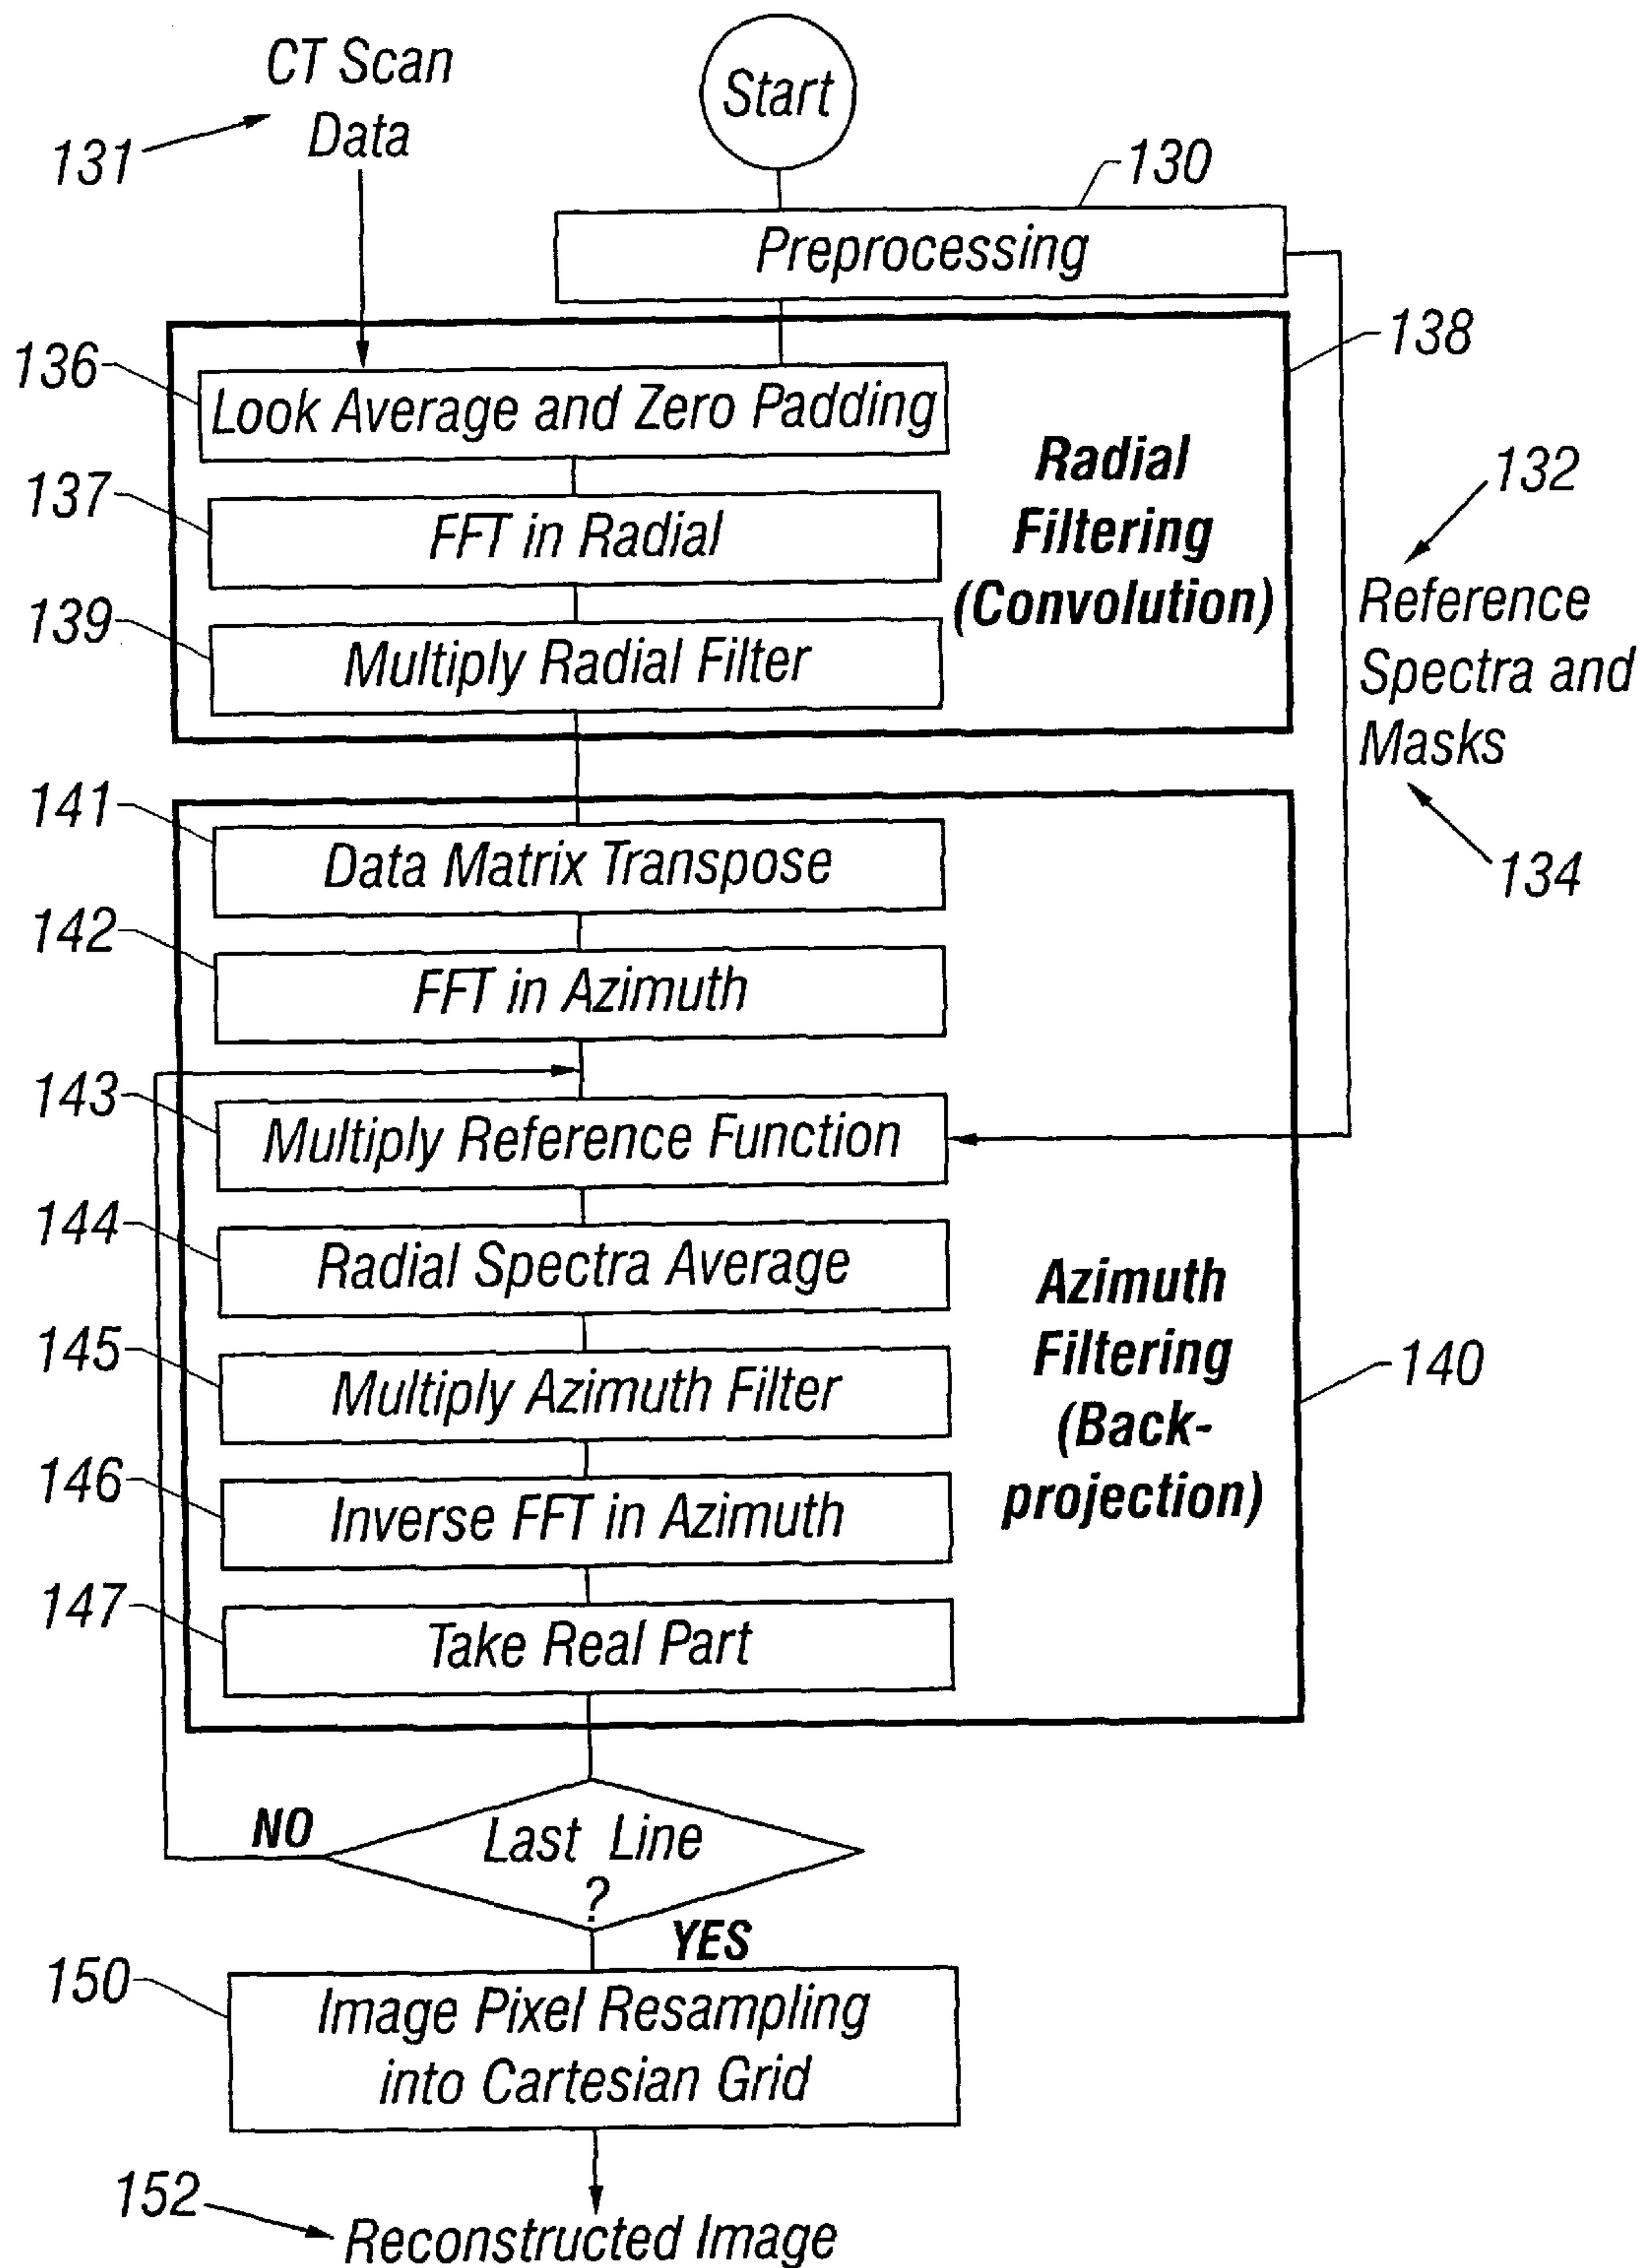 CT Scan
Data
131
Start
130
Preprocessing
138
136
Look Average and Zero Padding
137
FFT in Radial
139
Multiply Radial Filter
Radial
Filtering
(Convolution)
132
Reference
Spectra and
Masks
134
141
Data Matrix Transpose
142
FFT in Azimuth
143
Multiply Reference Function
144
Radial Spectra Average
145
Multiply Azimuth Filter
146
Inverse FFT in Azimuth
147
Take Real Part
Azimuth
Filtering
(Back-
projection)
140
NO
Last Line
?
YES
150
Image Pixel Resampling
into Cartesian Grid
152
Reconstructed Image